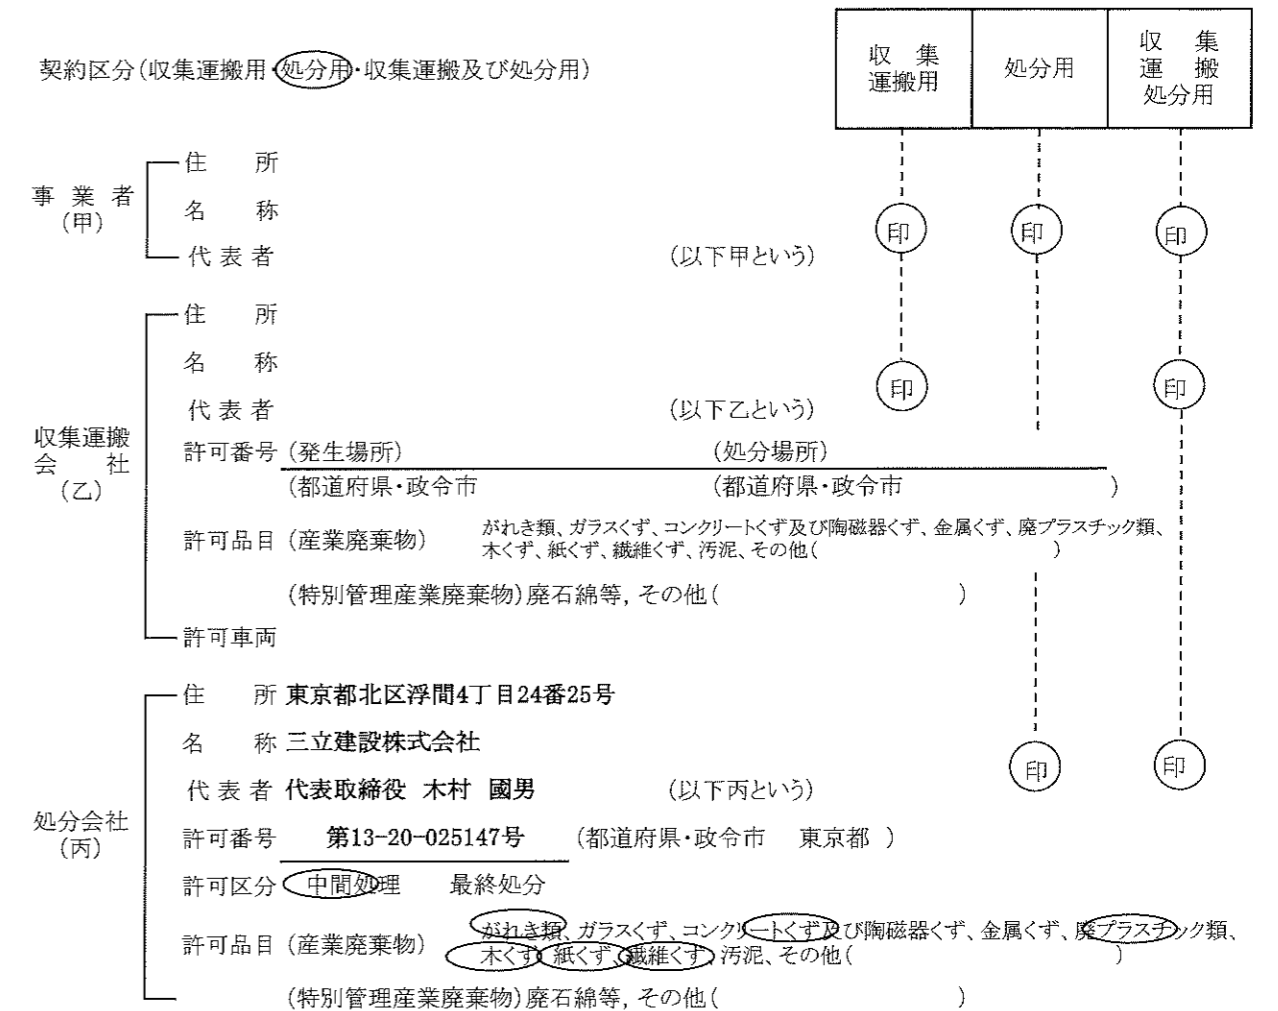 契約区分(収集運搬用・処分用・収集運搬及び処分用)
収集運搬用
処分用
収集運搬処分用
事業者(甲)
住所
名称
代表者 (以下甲という)
印 印 印
収集運搬会社(乙)
住所
名称
代表者 (以下乙という)
印 印
許可番号 (発生場所) (処分場所)
(都道府県・政令市 (都道府県・政令市 )
許可品目 (産業廃棄物) がれき類、ガラスくず、コンクリートくず及び陶磁器くず、金属くず、廃プラスチック類、
木くず、紙くず、繊維くず、汚泥、その他( )
(特別管理産業廃棄物)廃石綿等, その他( )
許可車両
処分会社(丙)
住所 東京都北区浮間4丁目24番25号
名称 三立建設株式会社
代表者 代表取締役 木村 國男 (以下丙という)
印 印
許可番号 第13-20-025147号 (都道府県・政令市 東京都 )
許可区分 中間処理 最終処分
許可品目 (産業廃棄物) がれき類、ガラスくず、コンクリートくず及び陶磁器くず、金属くず、廃プラスチック類、
木くず、紙くず、繊維くず、汚泥、その他( )
(特別管理産業廃棄物)廃石綿等, その他( )